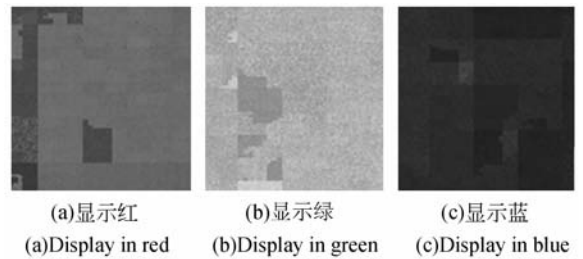 (a)显示红 (b)显示绿 (c)显示蓝
(a)Display in red (b)Display in green (c)Display in blue